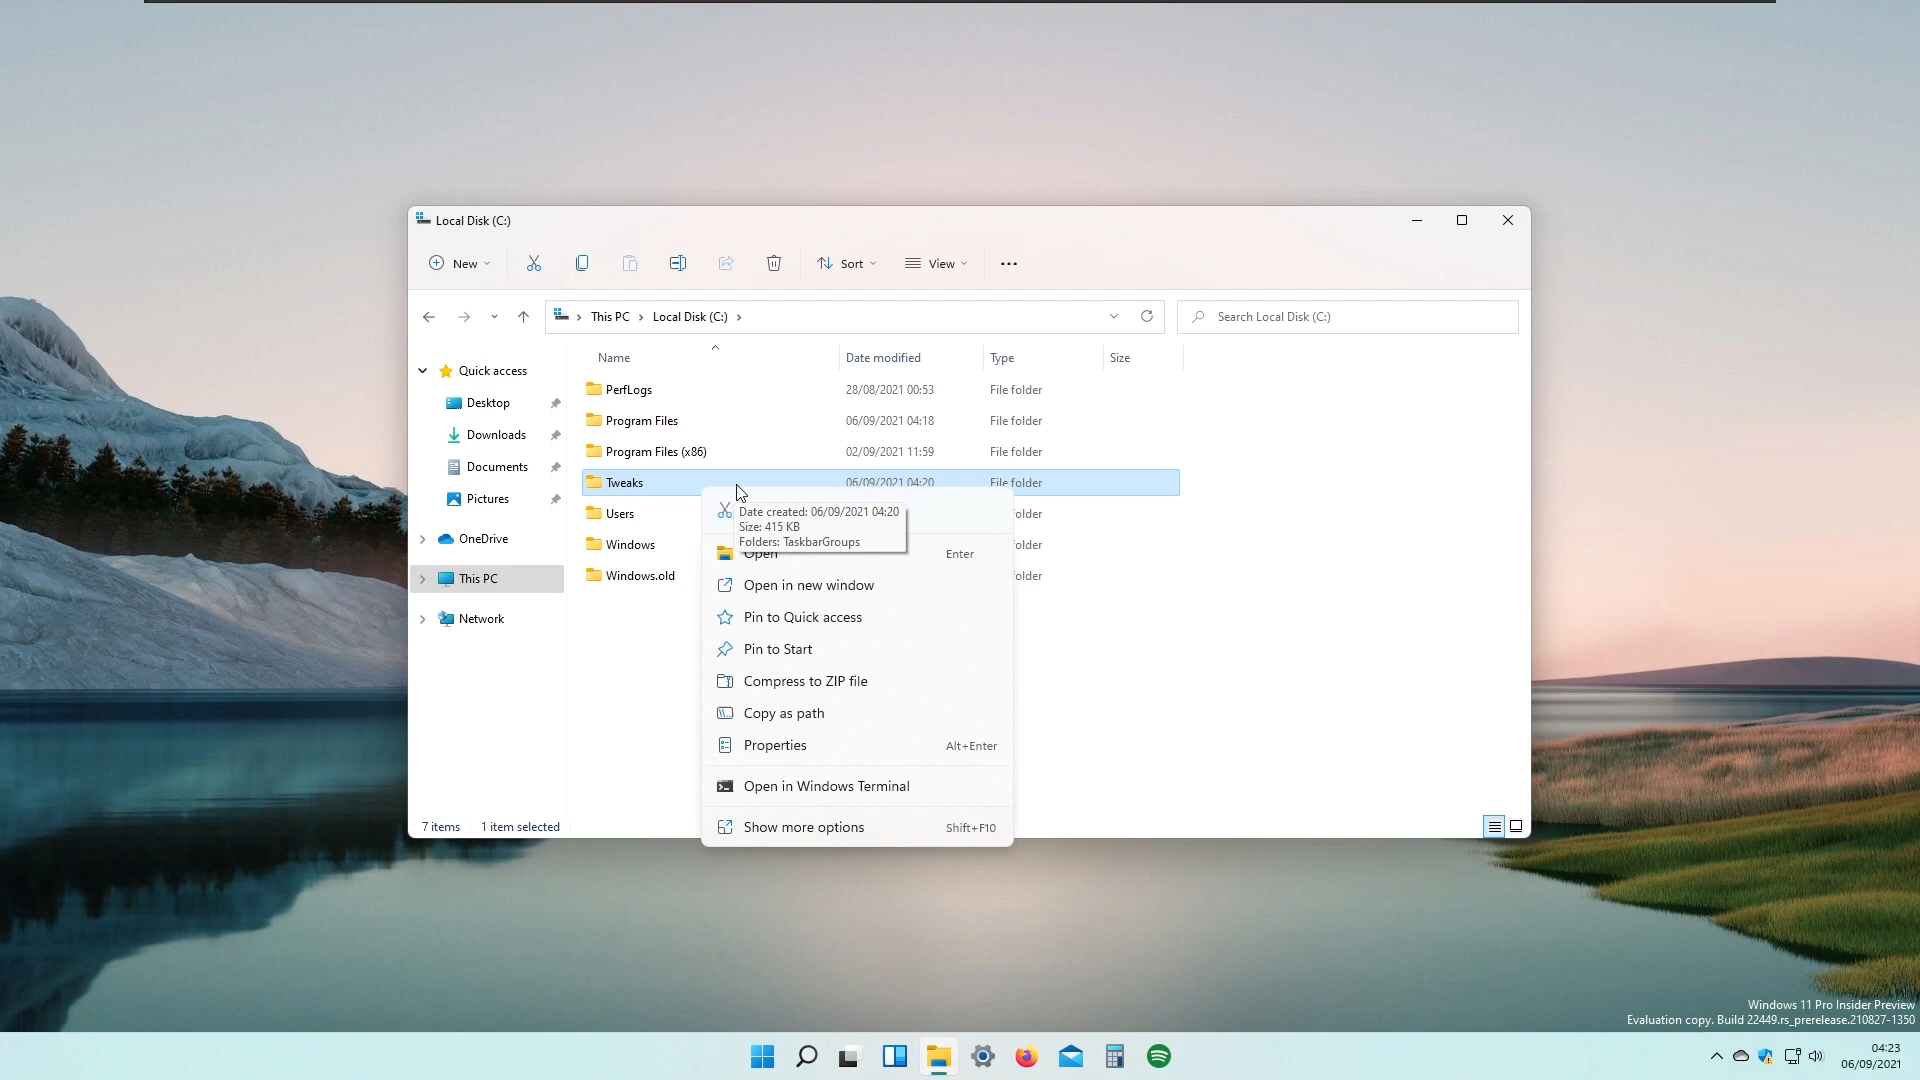 Local Disk (C:)
New
Sort
View
This PC
Local Disk (C:)
Search Local Disk (C:)
Name
Date modified
Type
Size
Quick access
Desktop
Downloads
Documents
Pictures
OneDrive
This PC
Network
PerfLogs 28/08/2021 00:53 File folder
Program Files 06/09/2021 04:18 File folder
Program Files (x86) 02/09/2021 11:59 File folder
Tweaks 06/09/2021 04:20 File folder
Users folder
Windows folder
Windows.old folder
Date created: 06/09/2021 04:20
Size: 415 KB
Folders: TaskbarGroups
Open Enter
Open in new window
Pin to Quick access
Pin to Start
Compress to ZIP file
Copy as path
Properties Alt+Enter
Open in Windows Terminal
Show more options Shift+F10
7 items 1 item selected
Windows 11 Pro Insider Preview
Evaluation copy. Build 22449.rs_prerelease.210827-1350
04:23
06/09/2021